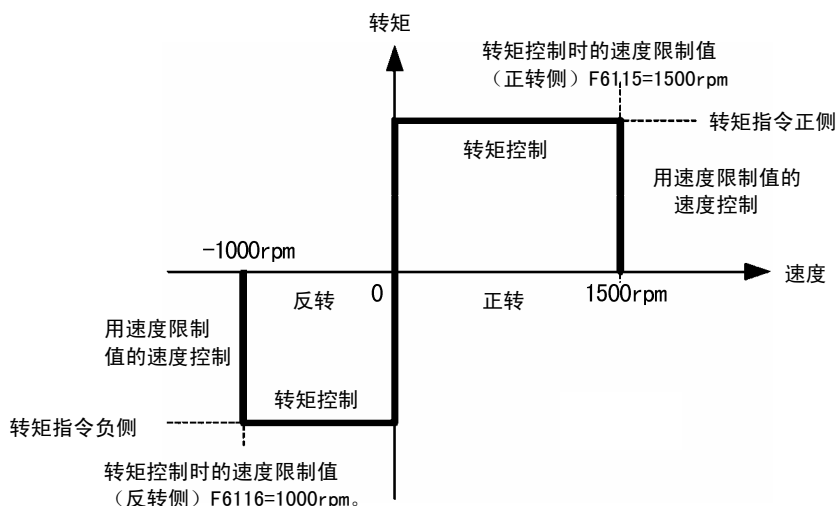 转矩
转矩控制时的速度限制值
（正转侧）F6115=1500rpm
转矩指令正侧
转矩控制
用速度限制值的
速度控制
-1000rpm
速度
反转
0
正转
1500rpm
用速度限制
值的速度控制
转矩控制
转矩指令负侧
转矩控制时的速度限制值
（反转侧）F6116=1000rpm。